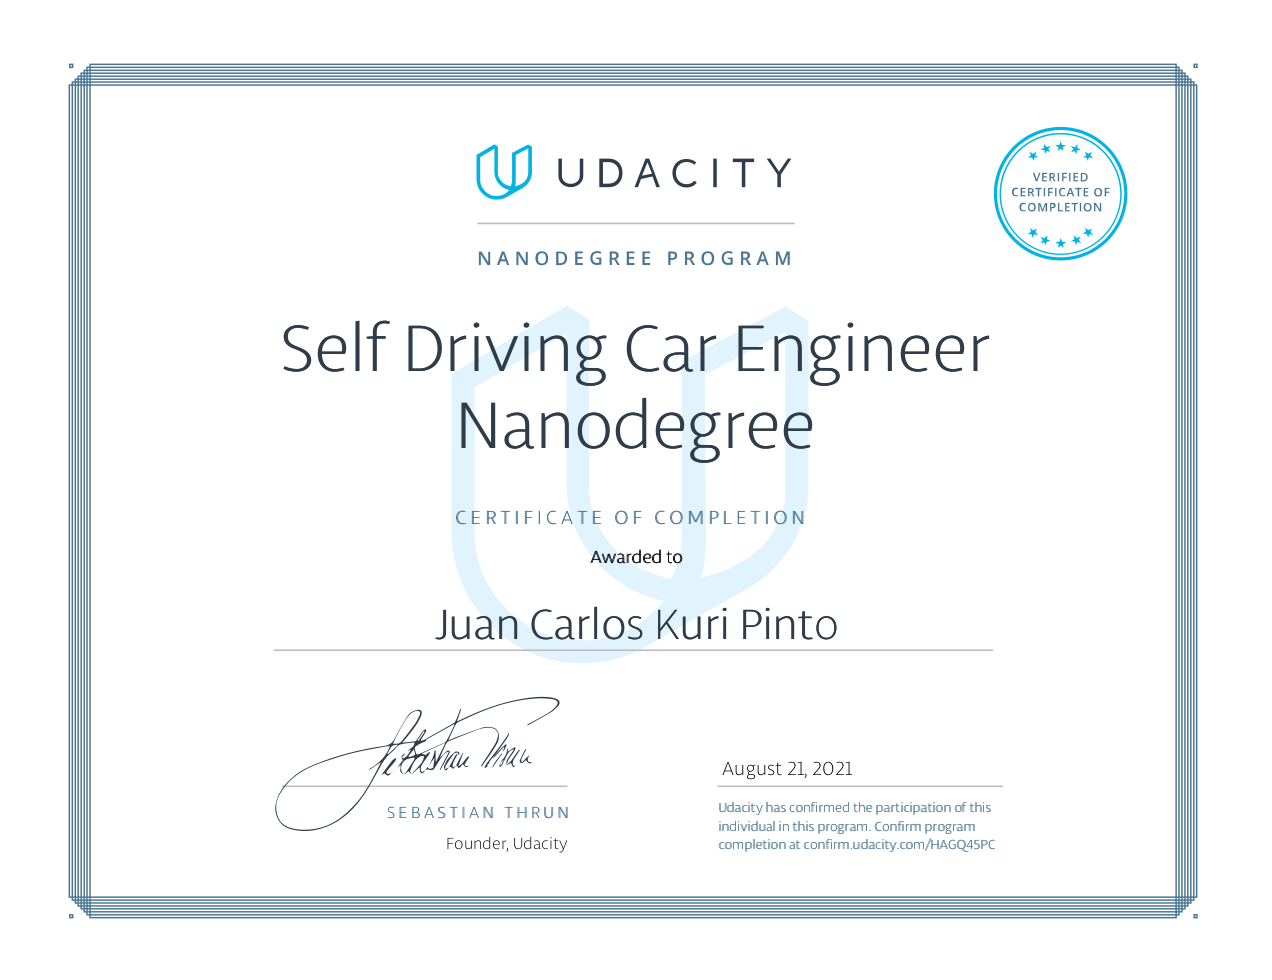 UDACITY
VERIFIED
CERTIFICATE OF
COMPLETION
NANODEGREE PROGRAM
Self Driving Car Engineer
Nanodegree
CERTIFICATE OF COMPLETION
Awarded to
Juan Carlos Kuri Pinto
Sebastian Thrun
SEBASTIAN THRUN
Founder, Udacity
August 21, 2021
Udacity has confirmed the participation of this
individual in this program. Confirm program
completion at confirm.udacity.com/HAGQ45PC